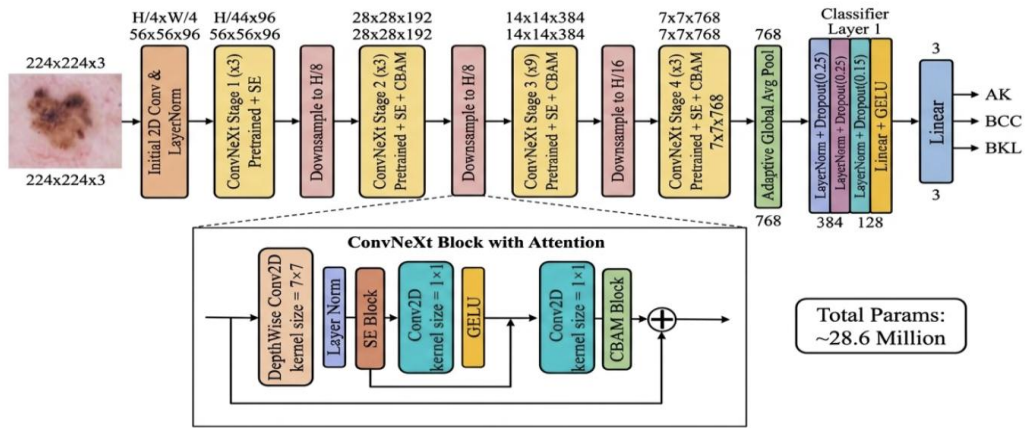 H/4xW/4
56x56x96
H/44x96
56x56x96
28x28x192
28x28x192
14x14x384
14x14x384
7x7x768
7x7x768
768
Classifier
Layer 1
3
224x224x3
224x224x3
Initial 2D Conv &
LayerNorm
ConvNeXt Stage 1 (x3)
Pretrained + SE
Downsample to H/8
ConvNeXt Stage 2 (x3)
Pretrained + SE + CBAM
Downsample to H/8
ConvNeXt Stage 3 (x9)
Pretrained + SE + CBAM
Downsample to H/16
ConvNeXt Stage 4 (x3)
Pretrained + SE + CBAM
7x7x768
Adaptive Global Avg Pool
LayerNorm + Dropout(0.25)
LayerNorm + Dropout(0.25)
LayerNorm + Dropout(0.15)
Linear + GELU
Linear
AK
BCC
BKL
768
384
128
3
ConvNeXt Block with Attention
DepthWise Conv2D
kernel size = 7×7
Layer Norm
SE Block
Conv2D
kernel size = 1×1
GELU
Conv2D
kernel size = 1×1
CBAM Block
Total Params:
~28.6 Million